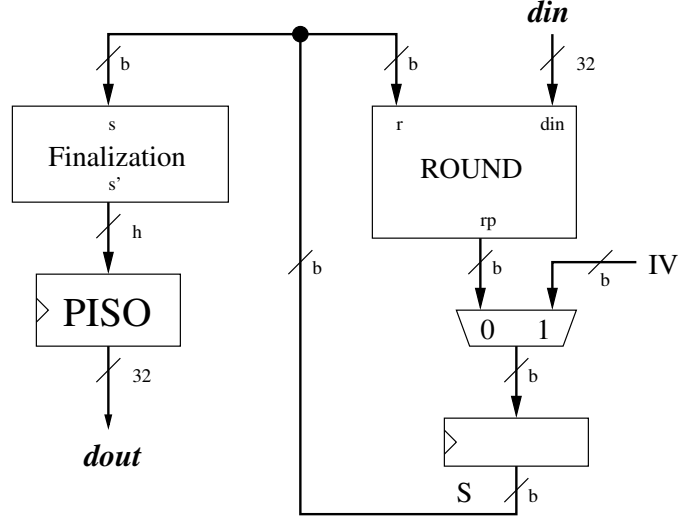 din
b
b
32
s
Finalization
s’
r
din
ROUND
rp
h
b
b
IV
b
PISO
0
1
32
b
dout
S
b